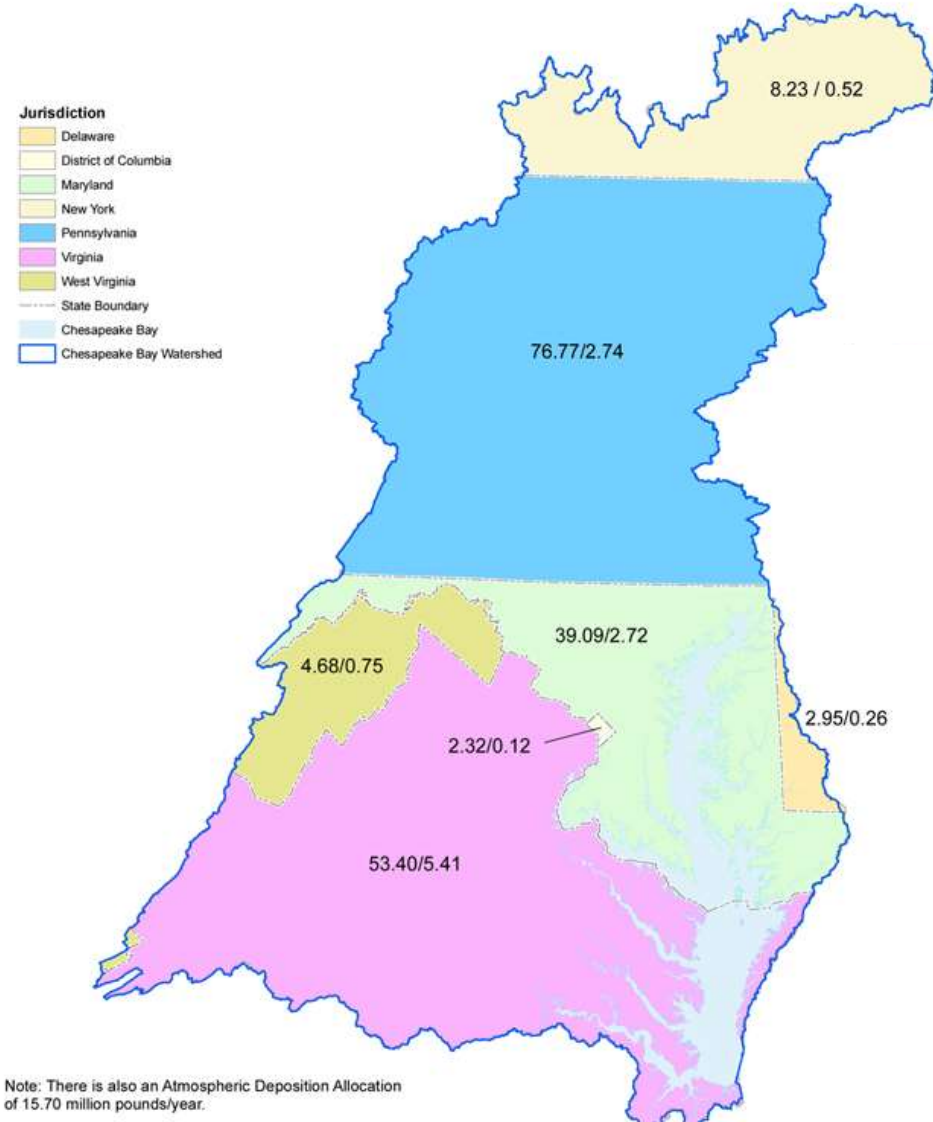 Jurisdiction
Delaware
District of Columbia
Maryland
New York
Pennsylvania
Virginia
West Virginia
State Boundary
Chesapeake Bay
Chesapeake Bay Watershed
8.23 / 0.52
76.77/2.74
39.09/2.72
4.68/0.75
2.95/0.26
2.32/0.12
53.40/5.41
Note: There is also an Atmospheric Deposition Allocation
of 15.70 million pounds/year.